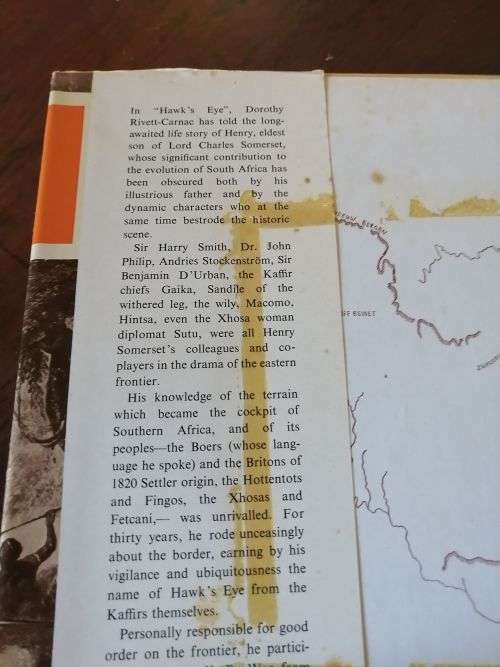 In "Hawk's Eye", Dorothy
Rivett-Carnac has told the long-
awaited life story of Henry, eldest
son of Lord Charles Somerset,
whose significant contribution to
the evolution of South Africa has
been obscured both by his
illustrious father and by the
dynamic characters who at the
same time bestrode the historic
scene.
Sir Harry Smith, Dr. John
Philip, Andries Stockenström, Sir
Benjamin D'Urban, the Kaffir
chiefs Gaika, Sandile of the
withered leg, the wily, Macomo,
Hintsa, even the Xhosa woman
diplomat Sutu, were all Henry
Somerset's colleagues and co-
players in the drama of the eastern
frontier.
His knowledge of the terrain
which became the cockpit of
Southern Africa, and of its
peoples—the Boers (whose lang-
uage he spoke) and the Britons of
1820 Settler origin, the Hottentots
and Fingos, the Xhosas and
Fetcani,— was unrivalled. For
thirty years, he rode unceasingly
about the border, earning by his
vigilance and ubiquitousness the
name of Hawk's Eye from the
Kaffirs themselves.
Personally responsible for good
order on the frontier, he partici-